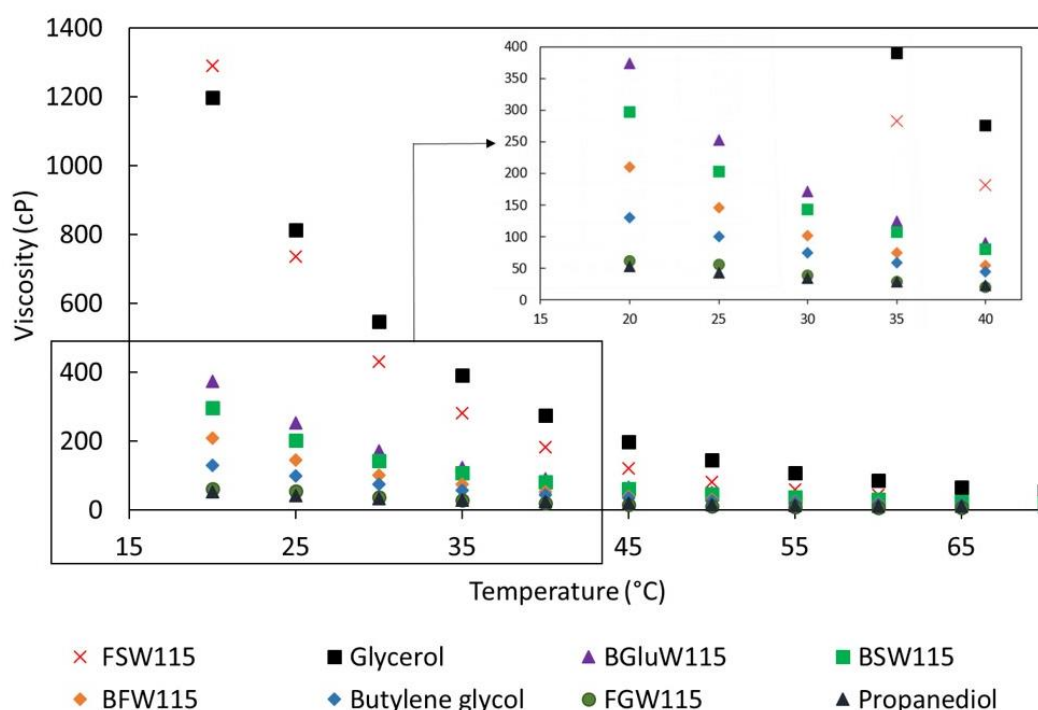 1400
1200
1000
800
600
400
200
0
Viscosity (cP)
400
350
300
250
200
150
100
50
0
15 20 25 30 35 40
15 25 35 45 55 65
Temperature (°C)
FSW115 Glycerol BGluW115 BSW115
BFW115 Butylene glycol FGW115 Propanediol